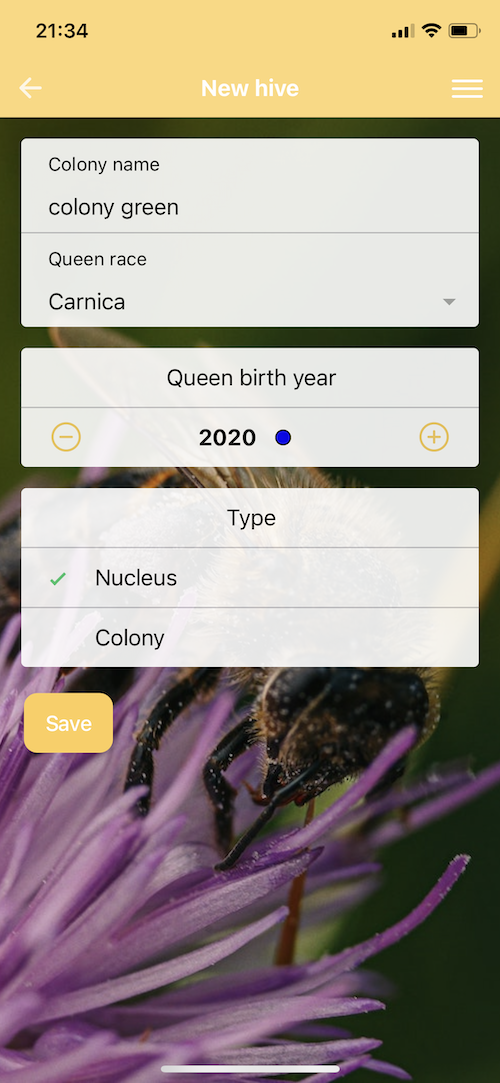 21:34
New hive
Colony name
colony green
Queen race
Carnica
Queen birth year
2020
Type
Nucleus
Colony
Save